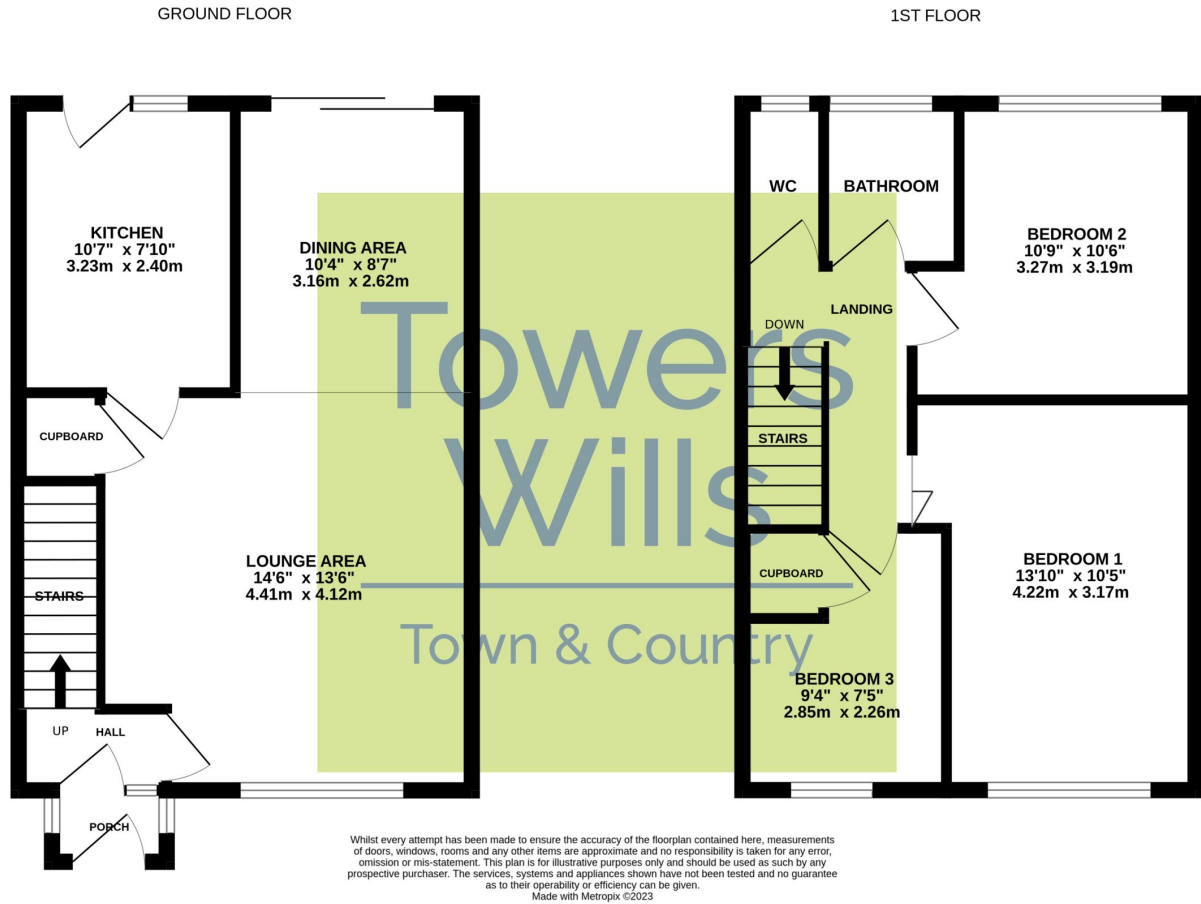 GROUND FLOOR
1ST FLOOR
KITCHEN
10'7" x 7'10"
3.23m x 2.40m
DINING AREA
10'4" x 8'7"
3.16m x 2.62m
CUPBOARD
LOUNGE AREA
14'6" x 13'6"
4.41m x 4.12m
STAIRS
UP
HALL
PORCH
WC
BATHROOM
BEDROOM 2
10'9" x 10'6"
3.27m x 3.19m
LANDING
DOWN
STAIRS
CUPBOARD
BEDROOM 1
13'10" x 10'5"
4.22m x 3.17m
BEDROOM 3
9'4" x 7'5"
2.85m x 2.26m
Towers
Wills
Town & Country
Whilst every attempt has been made to ensure the accuracy of the floorplan contained here, measurements
of doors, windows, rooms and any other items are approximate and no responsibility is taken for any error,
omission or mis-statement. This plan is for illustrative purposes only and should be used as such by any
prospective purchaser. The services, systems and appliances shown have not been tested and no guarantee
as to their operability or efficiency can be given.
Made with Metropix ©2023